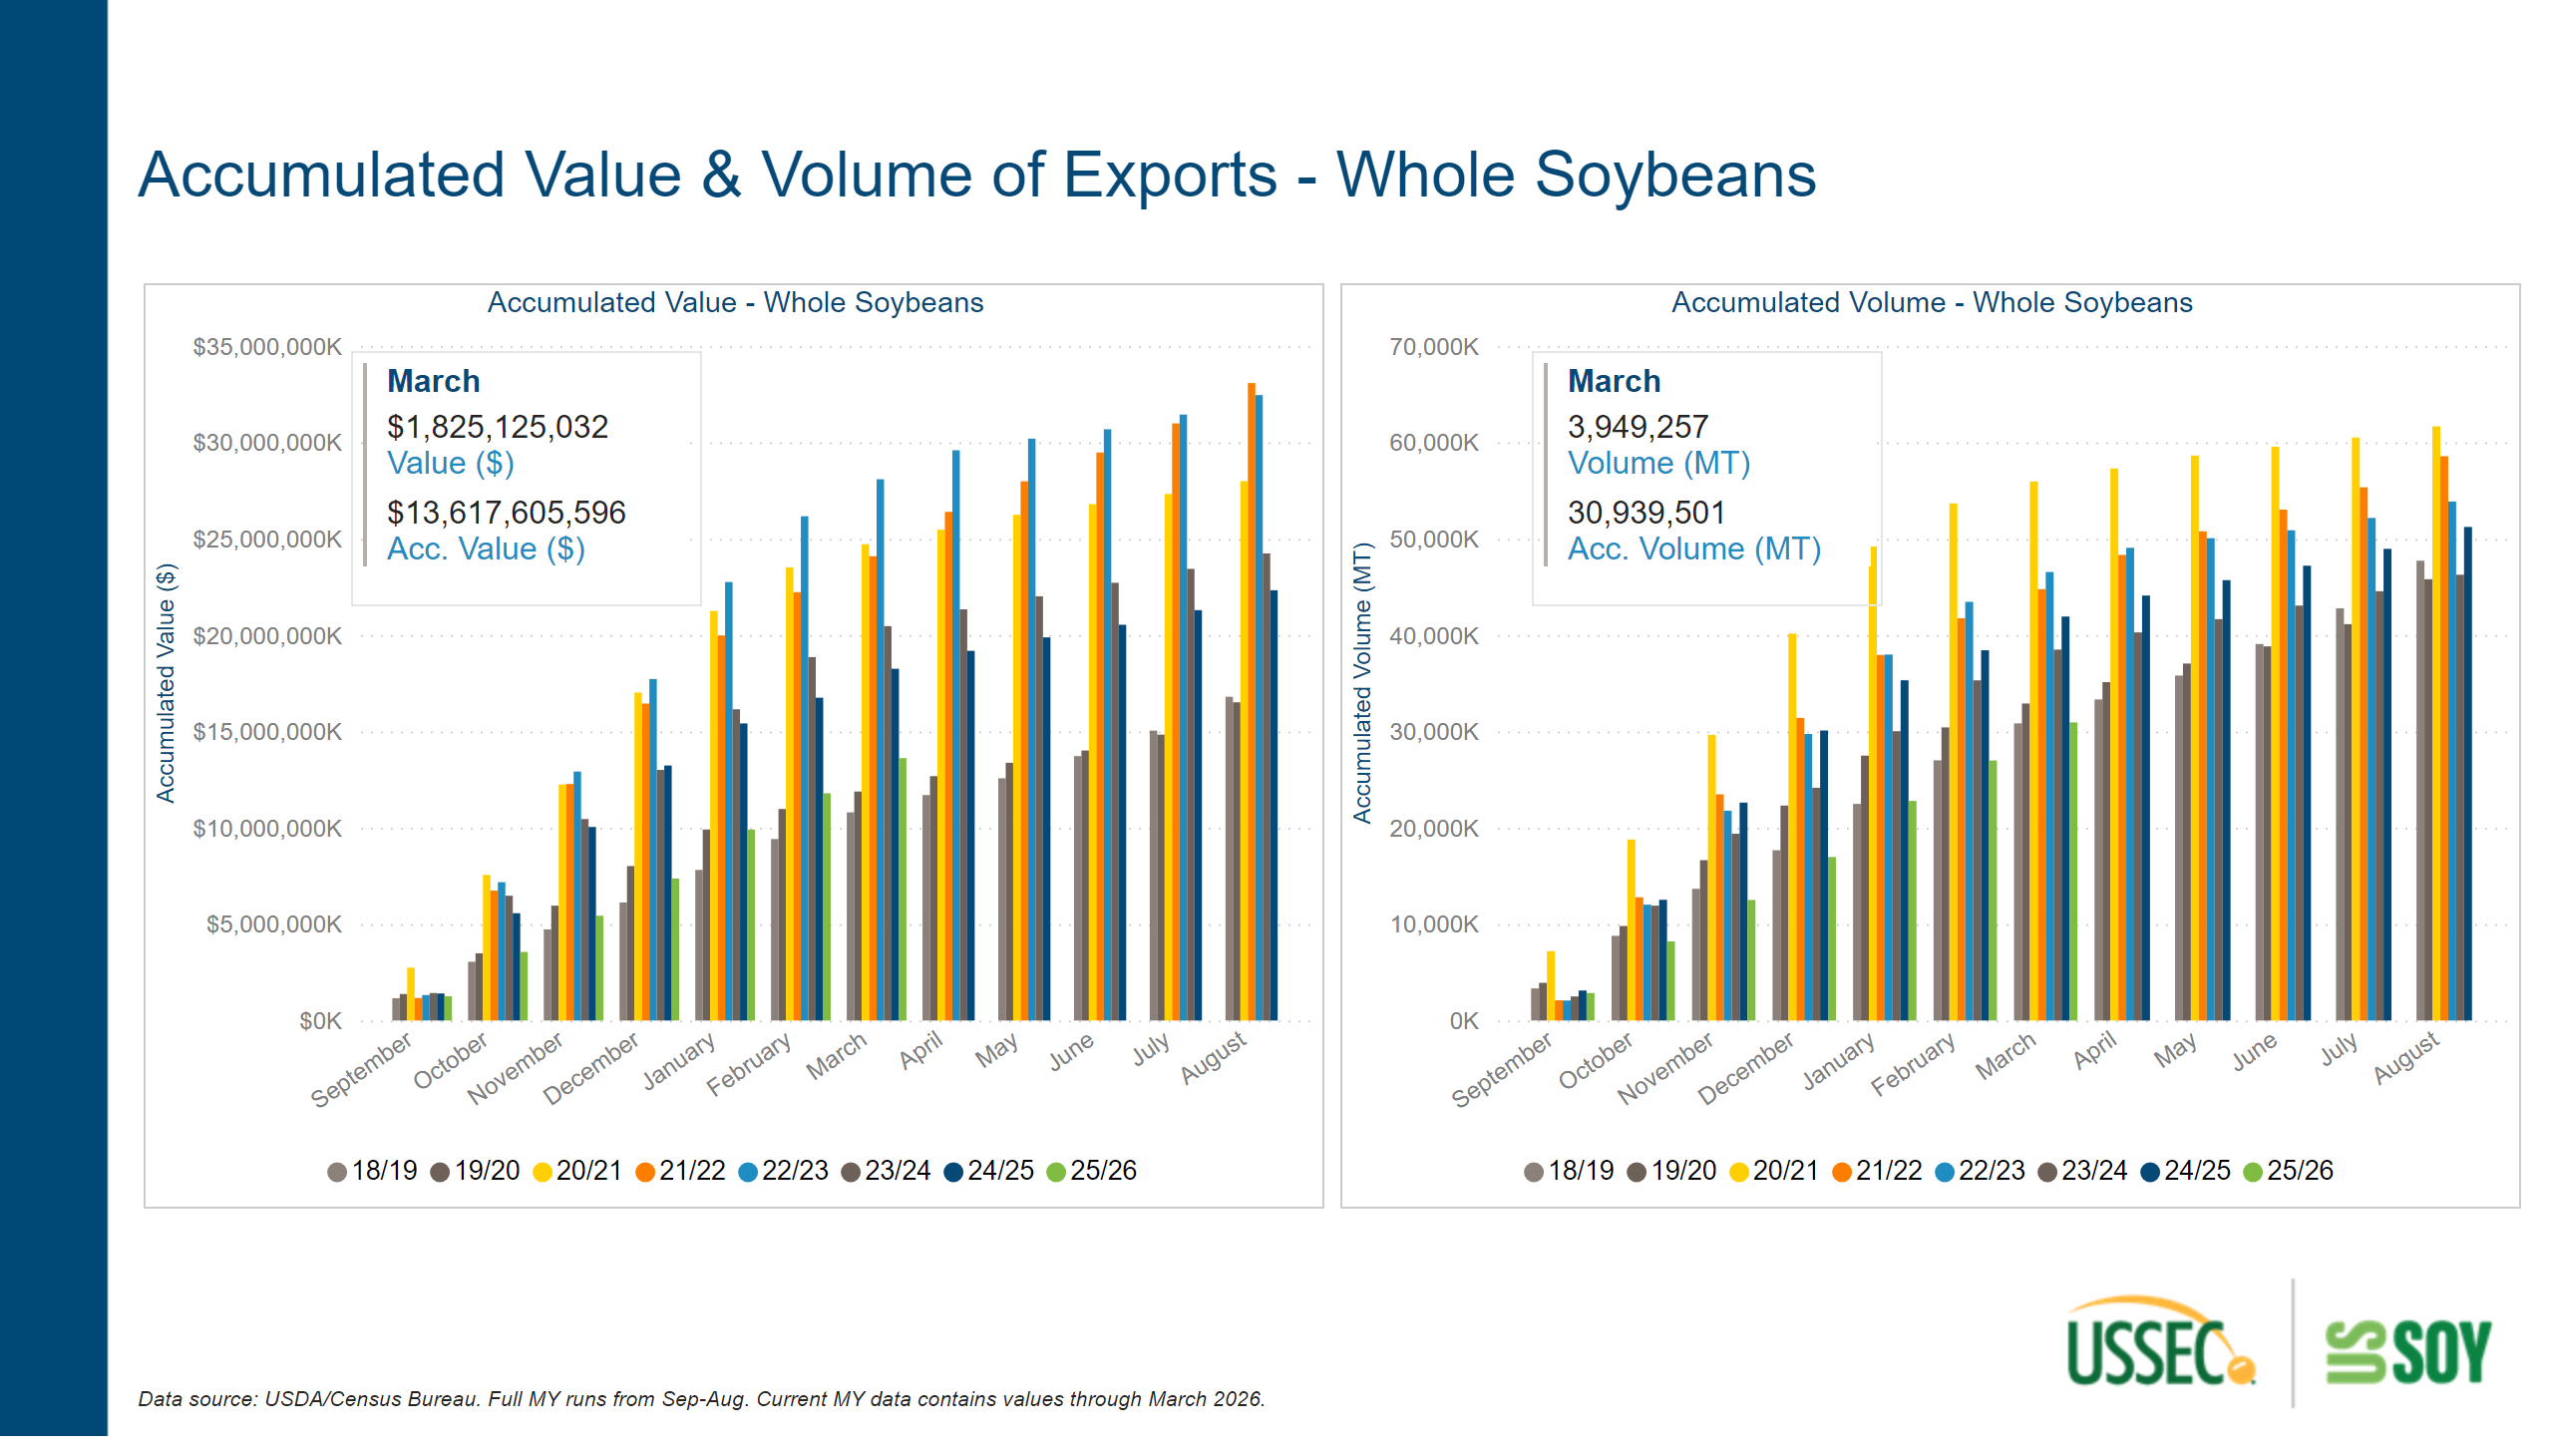 Accumulated Value & Volume of Exports - Whole Soybeans
Accumulated Value - Whole Soybeans
$35,000,000K
$30,000,000K
$25,000,000K
$20,000,000K
$15,000,000K
$10,000,000K
$5,000,000K
$0K
Accumulated Value ($)
March
$1,825,125,032
Value ($)
$13,617,605,596
Acc. Value ($)
September
October
November
December
January
February
March
April
May
June
July
August
18/19
19/20
20/21
21/22
22/23
23/24
24/25
25/26
Accumulated Volume - Whole Soybeans
70,000K
60,000K
50,000K
40,000K
30,000K
20,000K
10,000K
0K
Accumulated Volume (MT)
March
3,949,257
Volume (MT)
30,939,501
Acc. Volume (MT)
September
October
November
December
January
February
March
April
May
June
July
August
18/19
19/20
20/21
21/22
22/23
23/24
24/25
25/26
USSEC
US SOY
Data source: USDA/Census Bureau. Full MY runs from Sep-Aug. Current MY data contains values through March 2026.